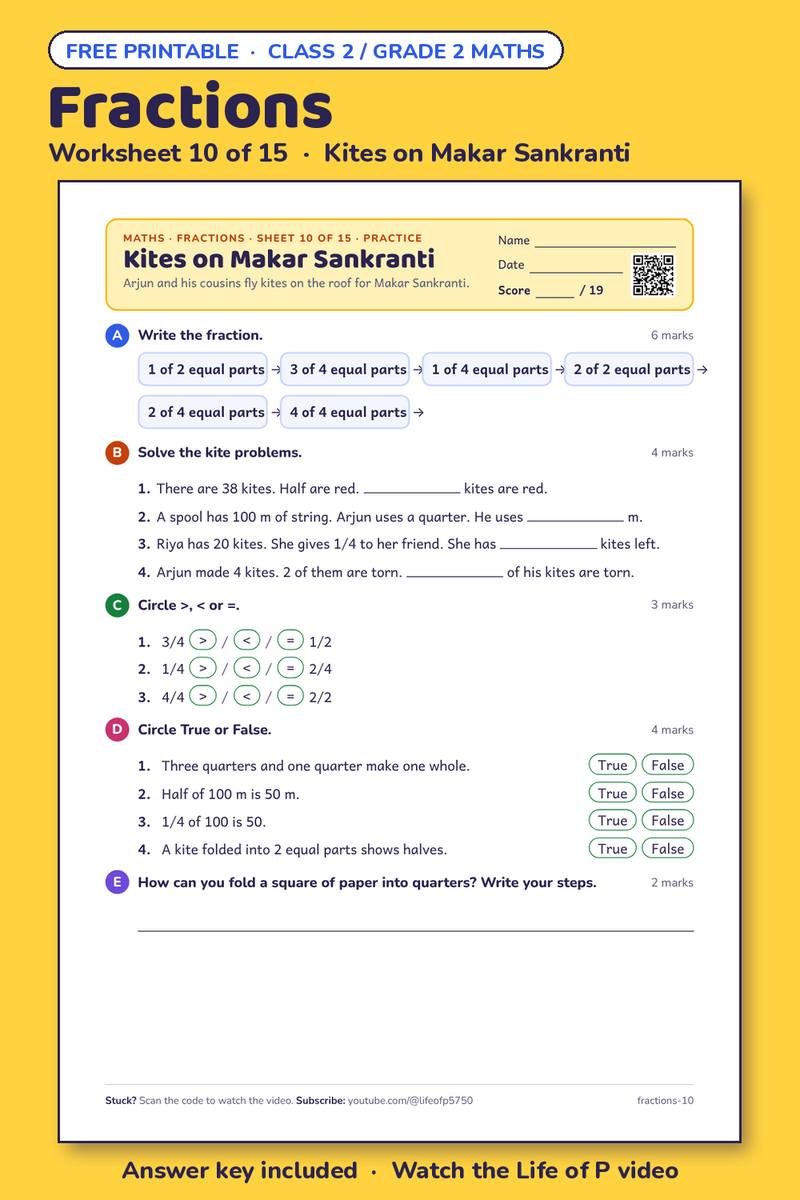 FREE PRINTABLE · CLASS 2 / GRADE 2 MATHS
Fractions
Worksheet 10 of 15 · Kites on Makar Sankranti
MATHS · FRACTIONS · SHEET 10 OF 15 · PRACTICE
Kites on Makar Sankranti
Arjun and his cousins fly kites on the roof for Makar Sankranti.
Name ____________
Date ____________
Score ______ / 19
A Write the fraction. 6 marks
1 of 2 equal parts → 3 of 4 equal parts → 1 of 4 equal parts → 2 of 2 equal parts →
2 of 4 equal parts → 4 of 4 equal parts →
B Solve the kite problems. 4 marks
1. There are 38 kites. Half are red. ____________ kites are red.
2. A spool has 100 m of string. Arjun uses a quarter. He uses ____________ m.
3. Riya has 20 kites. She gives 1/4 to her friend. She has ____________ kites left.
4. Arjun made 4 kites. 2 of them are torn. ____________ of his kites are torn.
C Circle >, < or =. 3 marks
1. 3/4 > / < / = 1/2
2. 1/4 > / < / = 2/4
3. 4/4 > / < / = 2/2
D Circle True or False. 4 marks
1. Three quarters and one quarter make one whole. True False
2. Half of 100 m is 50 m. True False
3. 1/4 of 100 is 50. True False
4. A kite folded into 2 equal parts shows halves. True False
E How can you fold a square of paper into quarters? Write your steps. 2 marks
Stuck? Scan the code to watch the video. Subscribe: youtube.com/@lifeofp5750 fractions-10
Answer key included · Watch the Life of P video